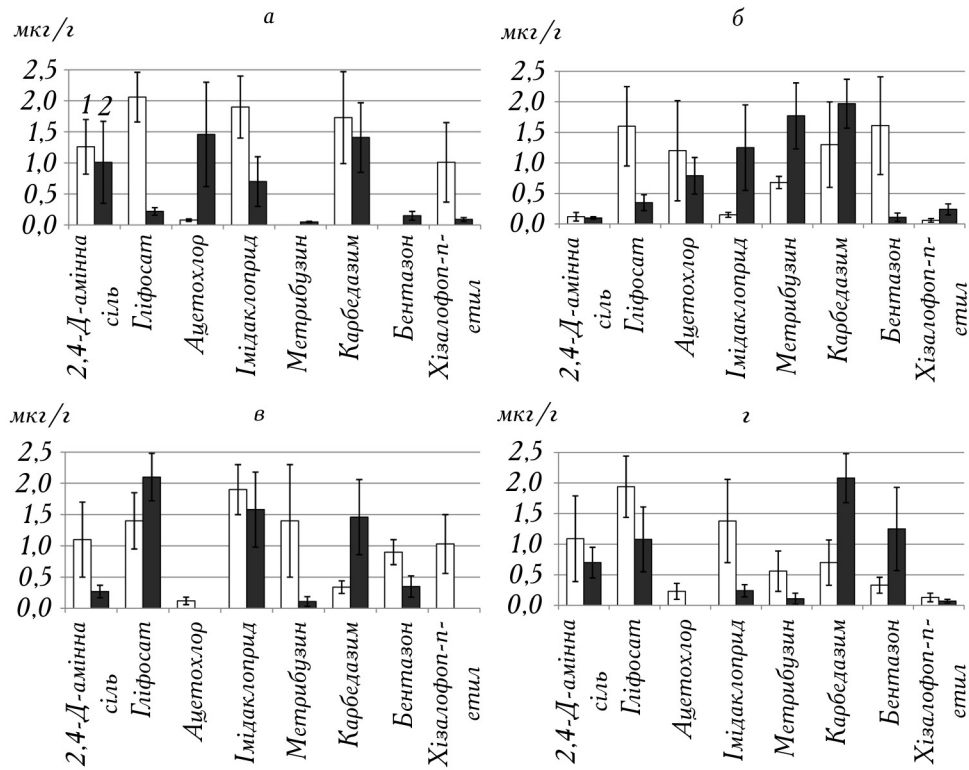 а
мкг/г
2,5
2,0
1,5
1,0
0,5
0,0
1 2
2,4-Д-амінна
сіль
Гліфосат
Ацетохлор
Імідаклоприд
Метрибузин
Карбедазим
Бентазон
Хізалофоп-п-
етил
б
мкг/г
2,5
2,0
1,5
1,0
0,5
0,0
2,4-Д-амінна
сіль
Гліфосат
Ацетохлор
Імідаклоприд
Метрибузин
Карбедазим
Бентазон
Хізалофоп-п-
етил
в
мкг/г
2,5
2,0
1,5
1,0
0,5
0,0
2,4-Д-амінна
сіль
Гліфосат
Ацетохлор
Імідаклоприд
Метрибузин
Карбедазим
Бентазон
Хізалофоп-п-
етил
г
мкг/г
2,5
2,0
1,5
1,0
0,5
0,0
2,4-Д-амінна
сіль
Гліфосат
Ацетохлор
Імідаклоприд
Метрибузин
Карбедазим
Бентазон
Хізалофоп-п-
етил